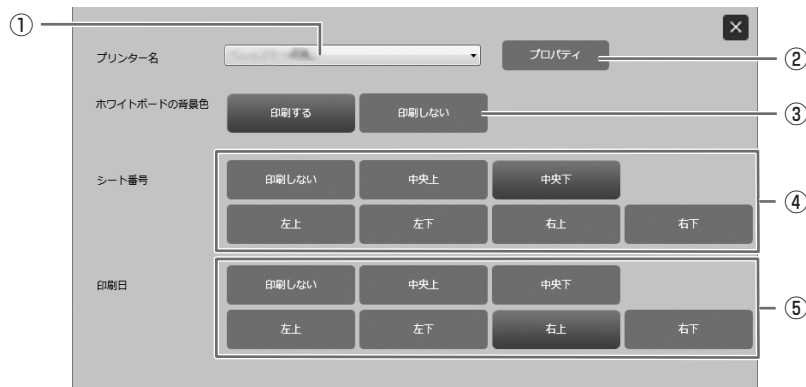 ①
プリンター名 プロパティ ②
ホワイトボードの背景色 印刷する 印刷しない ③
シート番号 印刷しない 中央上 中央下
左上 左下 右上 右下 ④
印刷日 印刷しない 中央上 中央下
左上 左下 右上 右下 ⑤